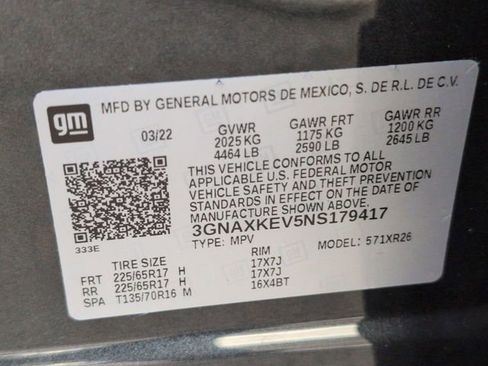 gm
MFD BY GENERAL MOTORS DE MEXICO, S. DE R.L. DE C.V.
03/22 GVWR GAWR FRT GAWR RR
2025 KG 1175 KG 1200 KG
4464 LB 2590 LB 2645 LB
THIS VEHICLE CONFORMS TO ALL
APPLICABLE U.S. FEDERAL MOTOR
VEHICLE SAFETY AND THEFT PREVENTION
STANDARDS IN EFFECT ON THE DATE OF
MANUFACTURE SHOWN ABOVE.
3GNAXKEV5NS179417
333E
TYPE: MPV MODEL: 571XR26
TIRE SIZE RIM
FRT 225/65R17 H 17X7J
RR 225/65R17 H 17X7J
SPA T135/70R16 M 16X4BT